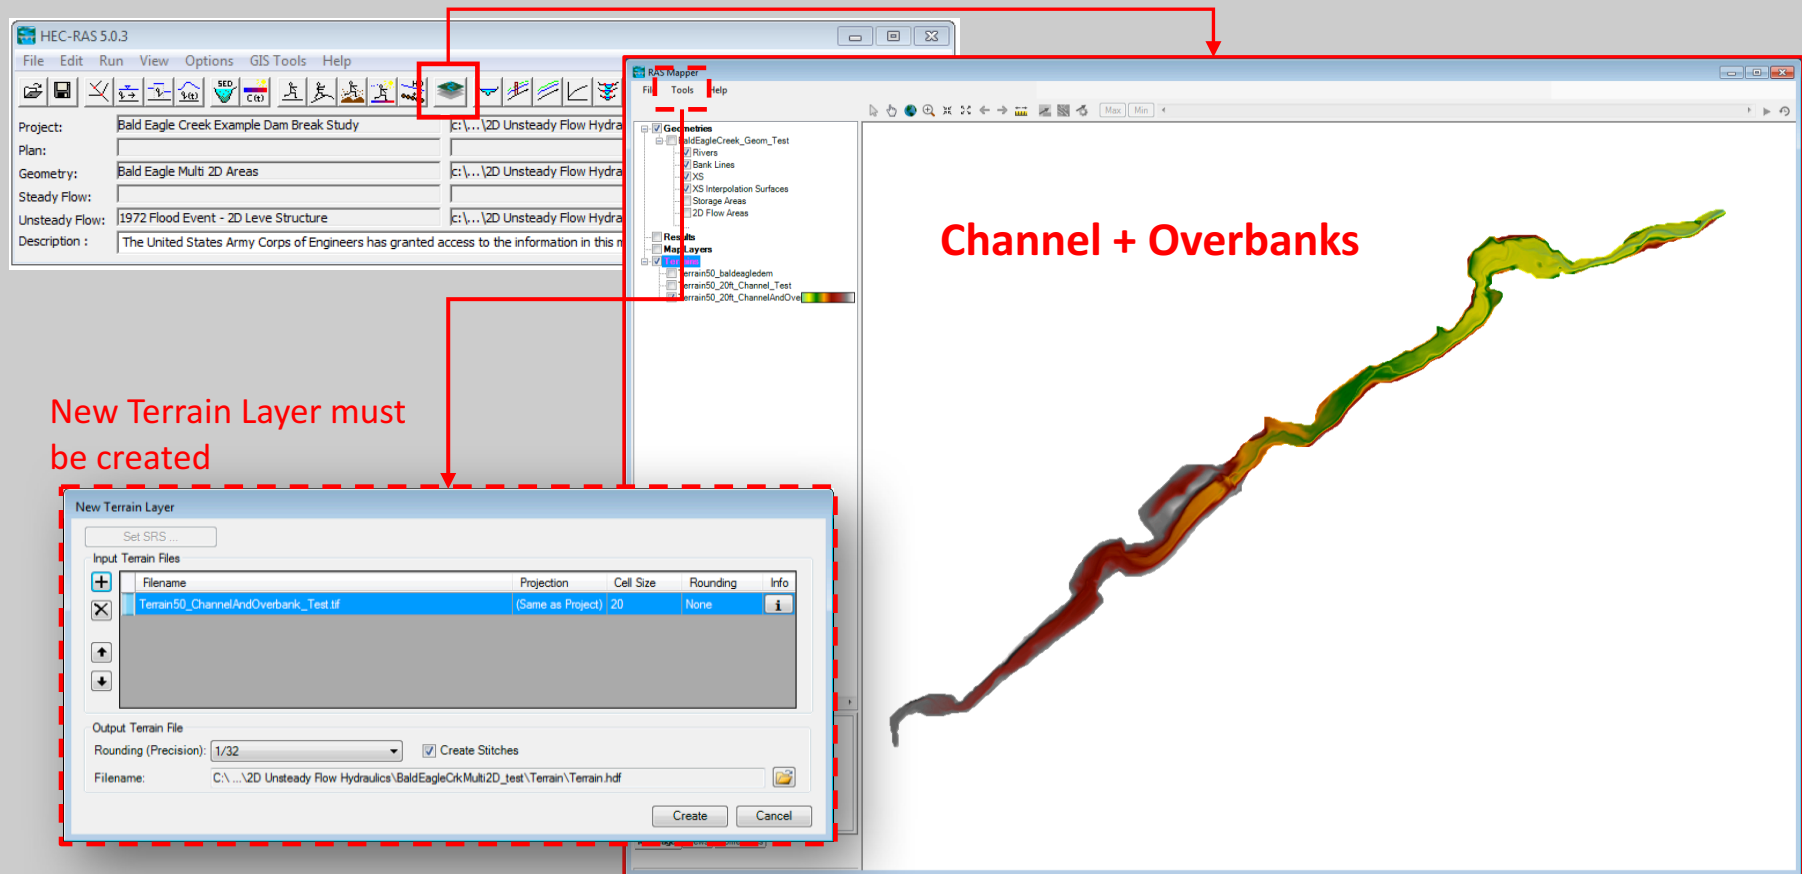 HEC-RAS 5.0.3
File Edit Run View Options GIS Tools Help
Project: Bald Eagle Creek Example Dam Break Study c:\...\2D Unsteady Flow Hydra
Plan:
Geometry: Bald Eagle Multi 2D Areas c:\...\2D Unsteady Flow Hydra
Steady Flow:
Unsteady Flow: 1972 Flood Event - 2D Leve Structure c:\...\2D Unsteady Flow Hydra
Description : The United States Army Corps of Engineers has granted access to the information in this m
RAS Mapper
File Tools Help
Max Min
Geometries
BaldEagleCreek_Geom_Test
Rivers
Bank Lines
XS
XS Interpolation Surfaces
Storage Areas
2D Flow Areas
Results
Map Layers
Terrains
Terrain50_baldeagledem
Terrain50_20ft_Channel_Test
Terrain50_20ft_ChannelAndOve
Channel + Overbanks
New Terrain Layer must
be created
New Terrain Layer
Set SRS ...
Input Terrain Files
Filename Projection Cell Size Rounding Info
Terrain50_ChannelAndOverbank_Test.tif (Same as Project) 20 None i
Output Terrain File
Rounding (Precision): 1/32 Create Stitches
Filename: C:\ ...\2D Unsteady Flow Hydraulics\BaldEagleCrkMulti2D_test\Terrain\Terrain.hdf
Create Cancel